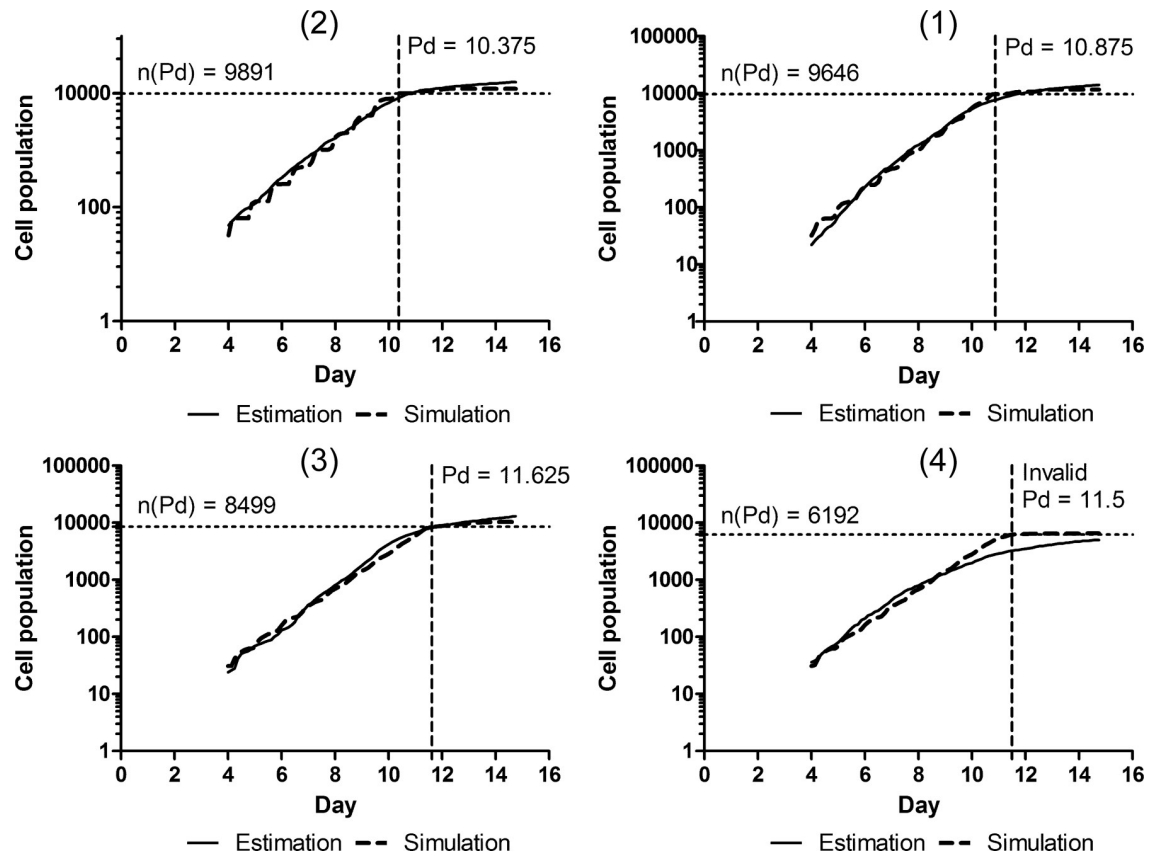 (2)
Pd = 10.375
n(Pd) = 9891
10000
100
1
Cell population
0 2 4 6 8 10 12 14 16
Day
Estimation Simulation
(1)
100000
Pd = 10.875
n(Pd) = 9646
10000
1000
100
10
1
Cell population
0 2 4 6 8 10 12 14 16
Day
Estimation Simulation
(3)
100000
Pd = 11.625
n(Pd) = 8499
10000
1000
100
10
1
Cell population
0 2 4 6 8 10 12 14 16
Day
Estimation Simulation
(4)
100000
Invalid
Pd = 11.5
n(Pd) = 6192
10000
1000
100
10
1
Cell population
0 2 4 6 8 10 12 14 16
Day
Estimation Simulation